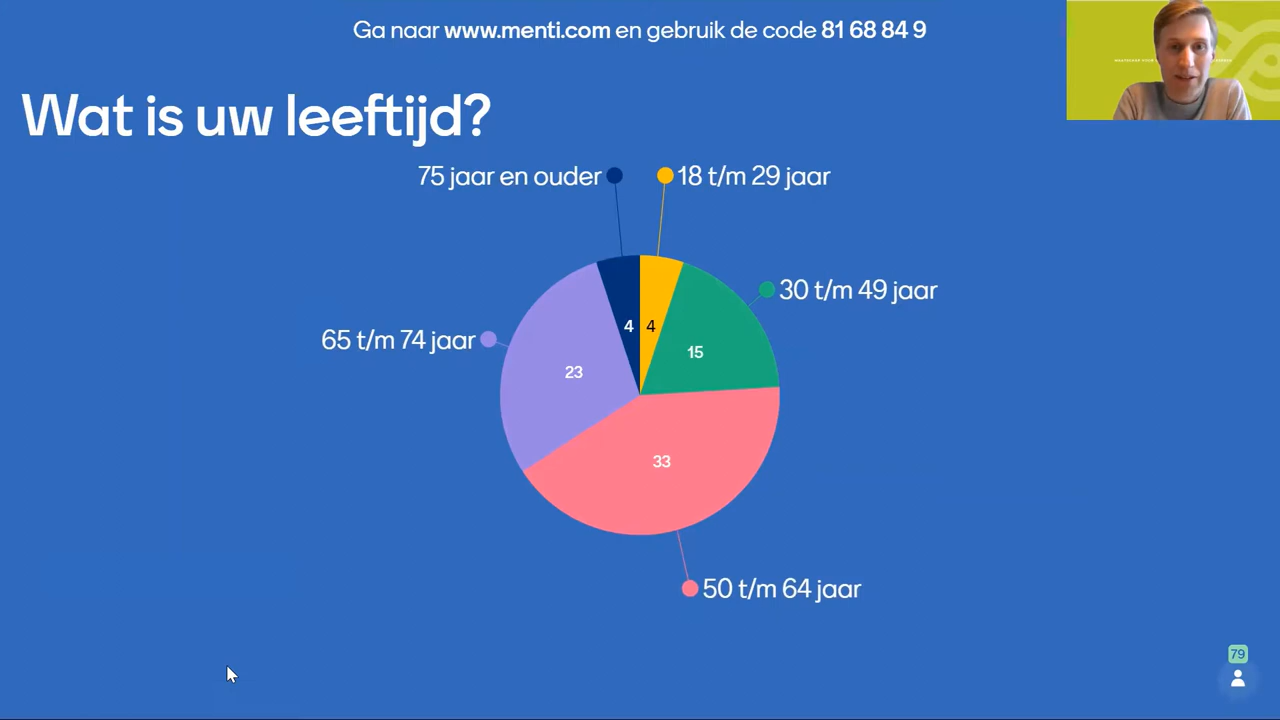 Ga naar www.menti.com en gebruik de code 81 68 84 9
Wat is uw leeftijd?
75 jaar en ouder
18 t/m 29 jaar
30 t/m 49 jaar
65 t/m 74 jaar
4
4
15
23
33
50 t/m 64 jaar
79